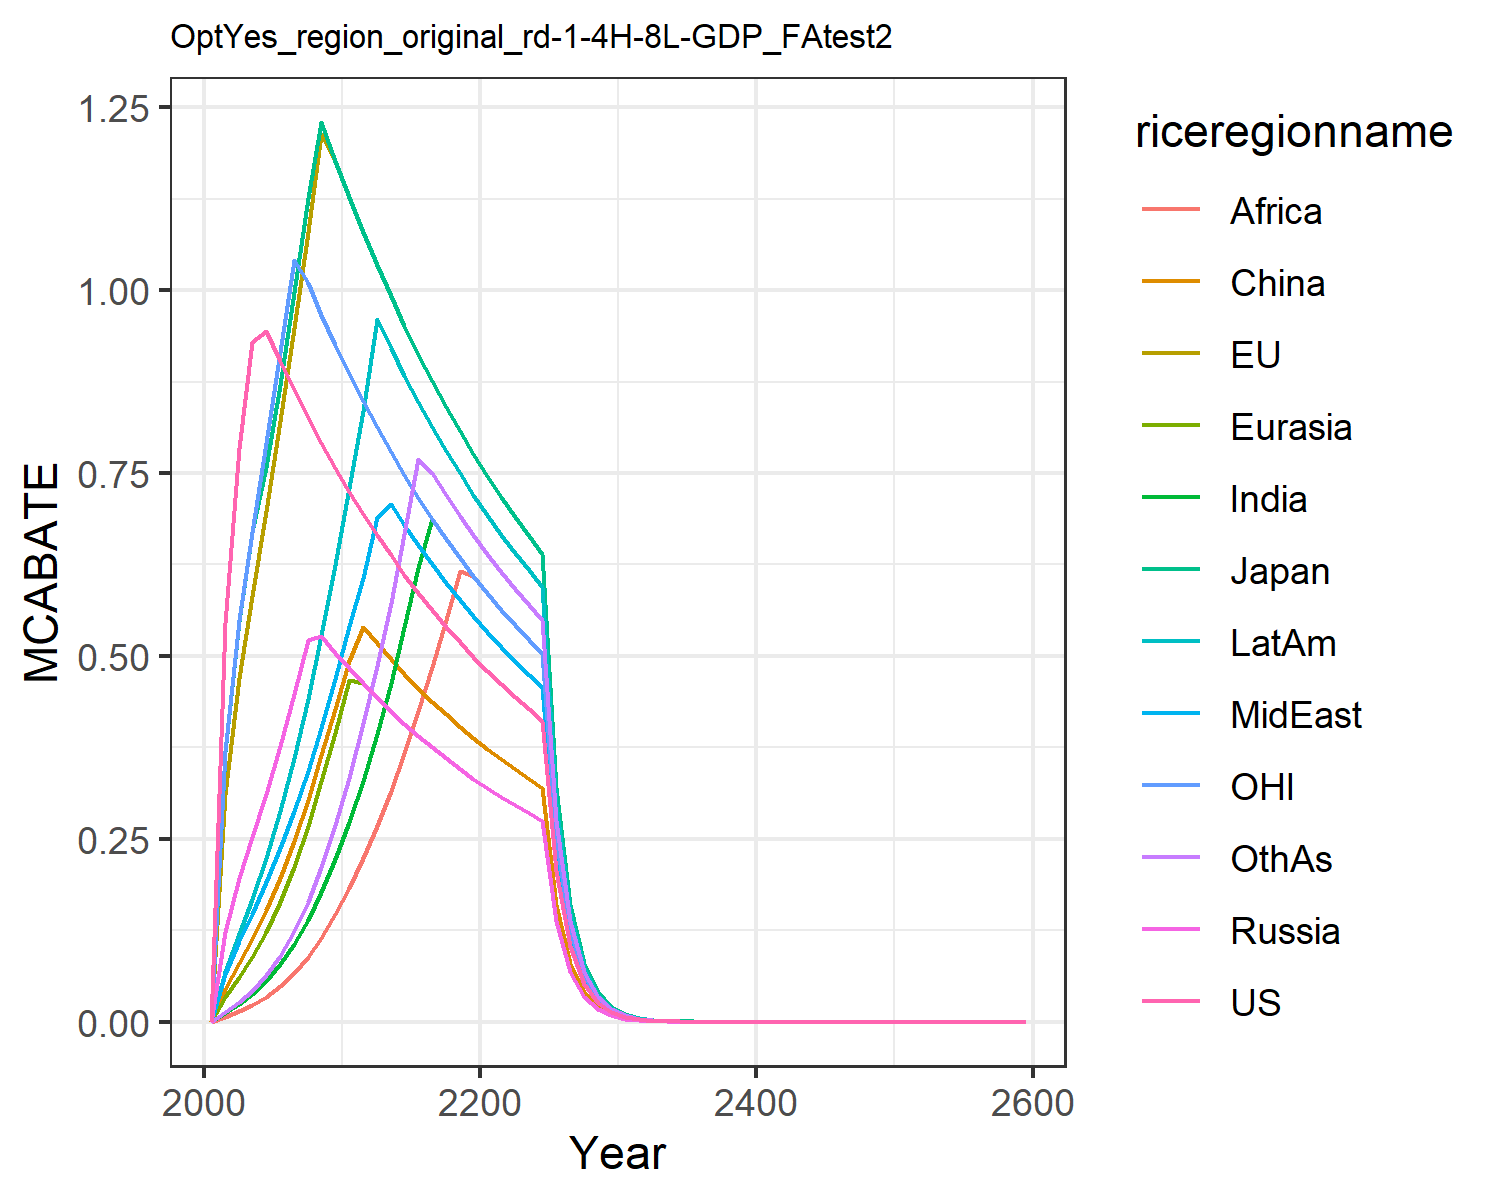 OptYes_region_original_rd-1-4H-8L-GDP_FAtest2
1.25
1.00
0.75
0.50
0.25
0.00
MCABATE
2000 2200 2400 2600
Year
riceregionname
Africa
China
EU
Eurasia
India
Japan
LatAm
MidEast
OHI
OthAs
Russia
US